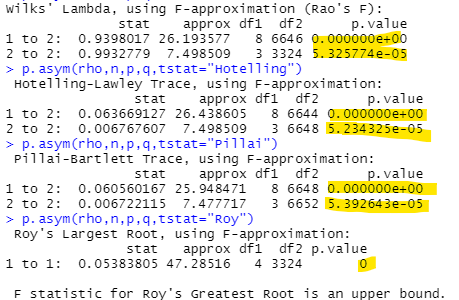 Wilks' Lambda, using F-approximation (Rao's F):
stat approx df1 df2 p.value
1 to 2: 0.9398017 26.193577 8 6646 0.000000e+00
2 to 2: 0.9932779 7.498509 3 3324 5.325774e-05
> p.asym(rho,n,p,q,tstat="Hotelling")
Hotelling-Lawley Trace, using F-approximation:
stat approx df1 df2 p.value
1 to 2: 0.063669127 26.438605 8 6644 0.000000e+00
2 to 2: 0.006767607 7.498509 3 6648 5.234325e-05
> p.asym(rho,n,p,q,tstat="Pillai")
Pillai-Bartlett Trace, using F-approximation:
stat approx df1 df2 p.value
1 to 2: 0.060560167 25.948471 8 6648 0.000000e+00
2 to 2: 0.006722115 7.477717 3 6652 5.392643e-05
> p.asym(rho,n,p,q,tstat="Roy")
Roy's Largest Root, using F-approximation:
stat approx df1 df2 p.value
1 to 1: 0.05383805 47.28516 4 3324 0
F statistic for Roy's Greatest Root is an upper bound.